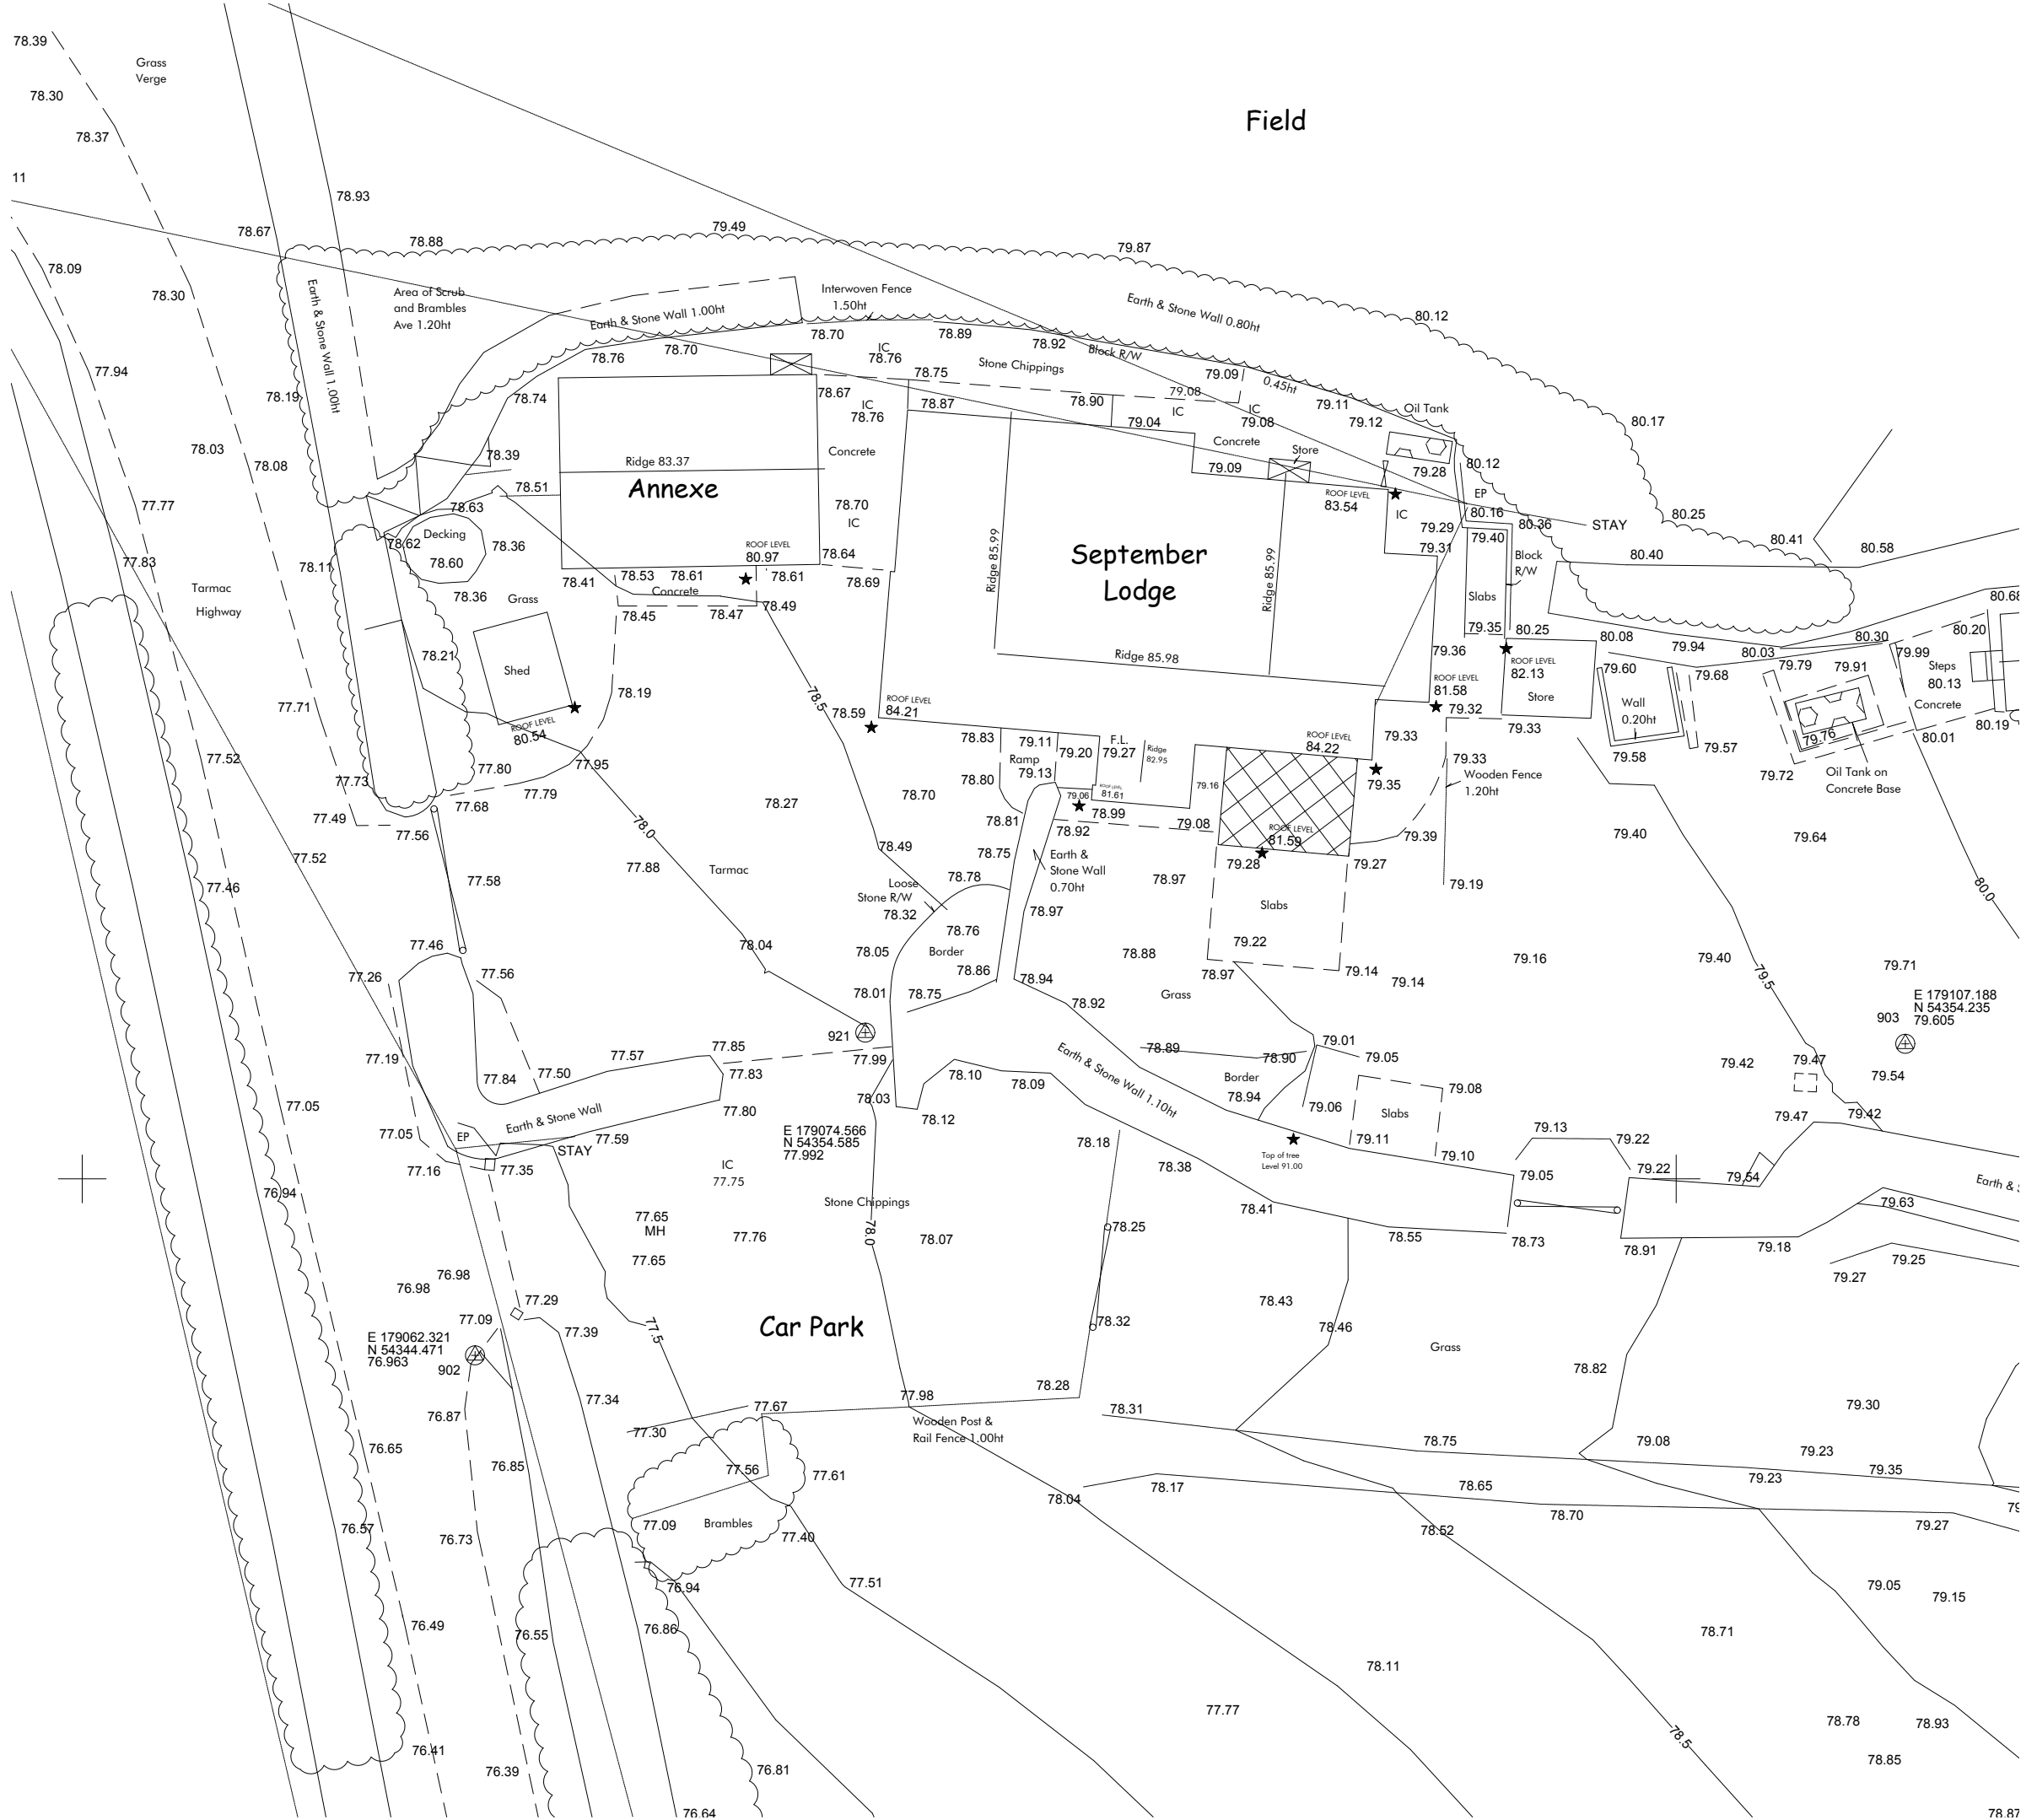 78.39
Grass
Verge
78.30
78.37
Field
11
78.93
78.67
78.88
79.49
79.87
78.09
78.30
Area of Scrub
and Brambles
Ave 1.20ht
Earth & Stone Wall 1.00ht
Earth & Stone Wall 1.00ht
Interwoven Fence
1.50ht
Earth & Stone Wall 0.80ht
80.12
78.76
78.70
78.70
78.89
78.92
IC
78.76
Block R/W
0.45ht
Stone Chippings
78.75
77.94
78.19
78.74
78.67
IC
78.76
78.87
78.90
79.09
79.08
79.11
IC
IC
79.08
79.04
79.12
Oil Tank
80.17
78.03
78.08
78.39
Ridge 83.37
Annexe
Concrete
Concrete
Store
79.09
79.28
80.12
77.77
78.51
78.63
78.70
IC
ROOF LEVEL
83.54
IC
EP
80.16
80.36
STAY
80.25
79.29
79.40
80.41
80.58
77.83
78.62
Decking
78.60
78.36
ROOF LEVEL
80.97
78.64
Ridge 85.99
September
Lodge
Ridge 85.99
79.31
Block
R/W
80.40
78.11
78.41
78.53
78.61
78.61
78.69
Concrete
Tarmac
Highway
78.36
Grass
78.45
78.47
78.49
Slabs
80.68
79.35
80.25
80.08
79.94
80.03
80.30
80.20
79.99
78.21
Shed
Ridge 85.98
79.36
ROOF LEVEL
82.13
Store
79.60
79.68
79.79
79.91
Steps
80.13
78.19
78.5
ROOF LEVEL
81.58
77.71
78.59
ROOF LEVEL
84.21
79.32
79.33
Wall
0.20ht
Concrete
80.19
ROOF LEVEL
80.54
78.83
79.11
79.20
F.L.
79.27
Ridge
82.95
ROOF LEVEL
84.22
79.33
79.57
79.76
80.01
77.52
77.95
Ramp
79.13
79.33
79.58
77.73
77.80
78.80
79.16
79.35
Wooden Fence
1.20ht
79.72
Oil Tank on
Concrete Base
77.79
77.68
78.27
78.70
79.06
ROOF LEVEL
81.61
77.49
77.56
78.0
78.81
78.92
78.99
79.08
ROOF LEVEL
81.59
79.39
79.40
79.64
77.52
78.49
78.75
Earth &
Stone Wall
0.70ht
79.28
79.27
77.46
77.58
77.88
Tarmac
Loose
Stone R/W
78.78
78.97
79.19
80.0
78.32
78.97
Slabs
77.46
78.04
78.05
78.76
Border
79.22
78.88
79.16
79.40
79.71
77.26
77.56
78.86
78.94
78.97
79.14
79.14
79.5
78.01
78.75
78.92
Grass
E 179107.188
N 54354.235
79.605
903
921
77.19
77.57
77.85
77.99
79.01
77.50
77.84
77.83
78.10
78.09
Earth & Stone Wall 1.10ht
78.89
78.90
79.05
79.42
79.47
79.54
Border
78.94
79.08
77.05
77.80
78.03
78.12
79.06
Slabs
79.47
79.42
Earth & Stone Wall
77.05
EP
77.59
STAY
E 179074.566
N 54354.585
77.992
78.18
79.11
79.13
79.22
77.16
77.35
IC
77.75
78.38
Top of tree
Level 91.00
79.10
79.05
79.22
79.54
76.94
Stone Chippings
78.41
Earth &
79.63
77.65
MH
77.65
77.76
78.0
78.07
78.25
78.55
78.73
78.91
79.18
79.25
76.98
76.98
79.27
77.29
77.09
78.43
E 179062.321
N 54344.471
76.963
902
77.39
77.5
Car Park
78.32
78.46
Grass
78.82
76.87
77.34
77.67
77.98
78.28
78.31
79.30
76.65
77.30
Wooden Post &
Rail Fence 1.00ht
78.75
79.08
79.23
76.85
77.56
77.61
78.65
79.23
79.35
78.04
78.17
76.57
76.73
77.09
Brambles
77.40
78.52
78.70
79.27
76.94
77.51
79.05
79.15
76.49
76.55
76.86
78.71
78.11
77.77
76.41
78.5
78.78
78.93
76.39
76.81
78.85
76.64
78.87